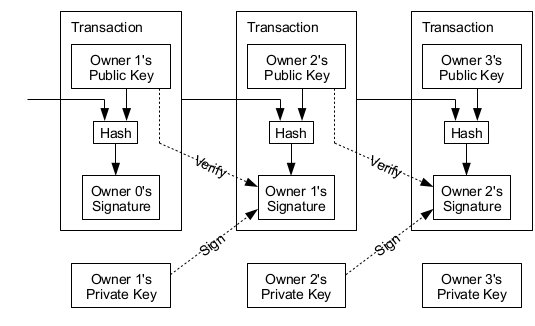 Transaction
Transaction
Transaction
Owner 1's
Public Key
Owner 2's
Public Key
Owner 3's
Public Key
Hash
Hash
Hash
Verify
Verify
Owner 0's
Signature
Owner 1's
Signature
Owner 2's
Signature
Sign
Sign
Owner 1's
Private Key
Owner 2's
Private Key
Owner 3's
Private Key